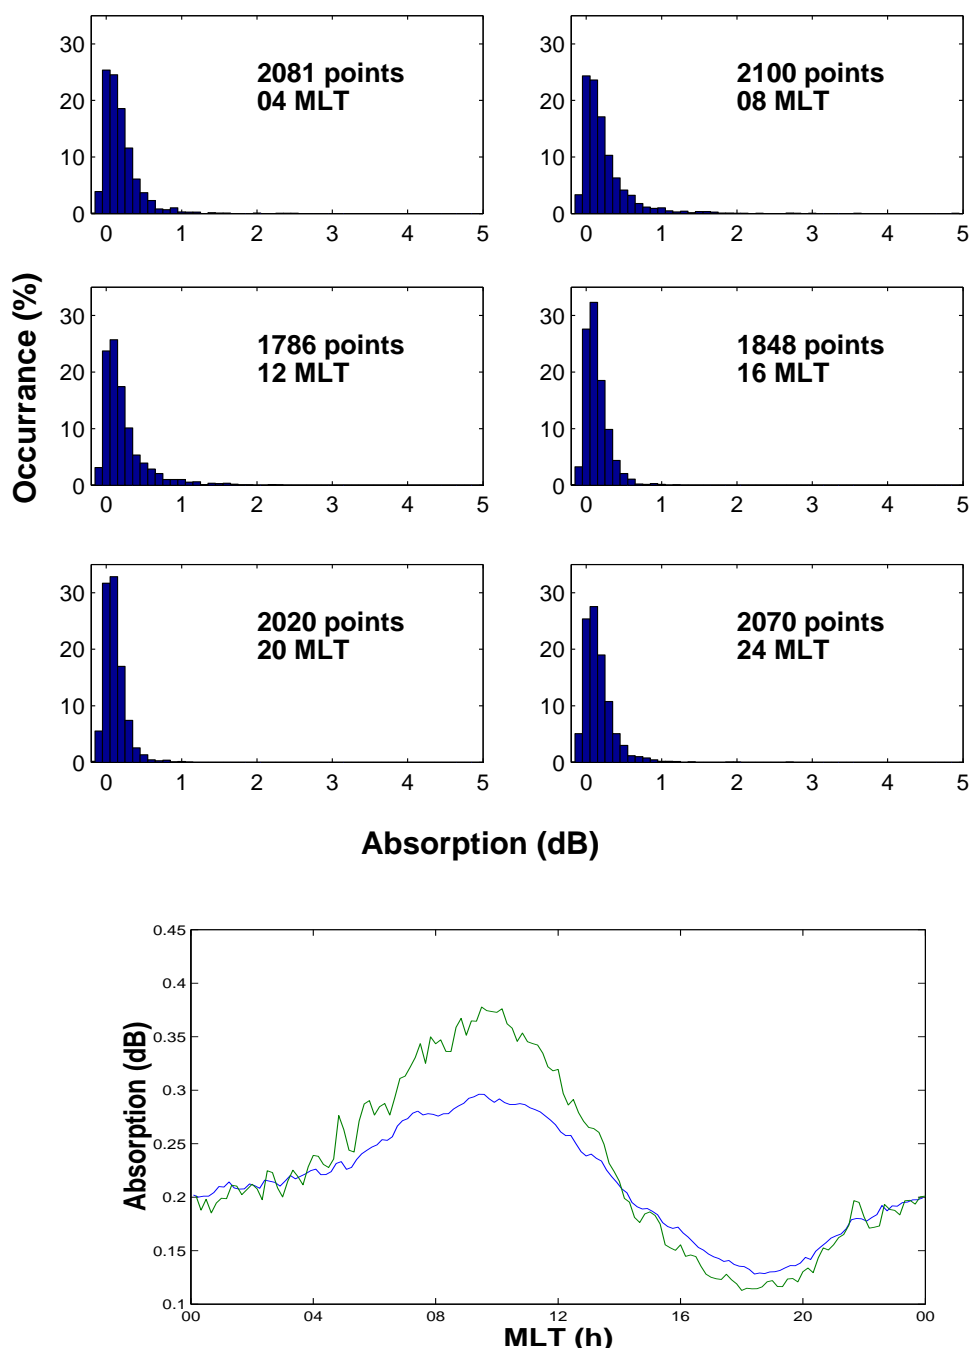 30
20
10
0
0 1 2 3 4 5
2081 points
04 MLT
30
20
10
0
0 1 2 3 4 5
2100 points
08 MLT
Occurrance (%)
30
20
10
0
0 1 2 3 4 5
1786 points
12 MLT
30
20
10
0
0 1 2 3 4 5
1848 points
16 MLT
30
20
10
0
0 1 2 3 4 5
2020 points
20 MLT
30
20
10
0
0 1 2 3 4 5
2070 points
24 MLT
Absorption (dB)
Absorption (dB)
0.45
0.4
0.35
0.3
0.25
0.2
0.15
0.1
00 04 08 12 16 20 00
MLT (h)